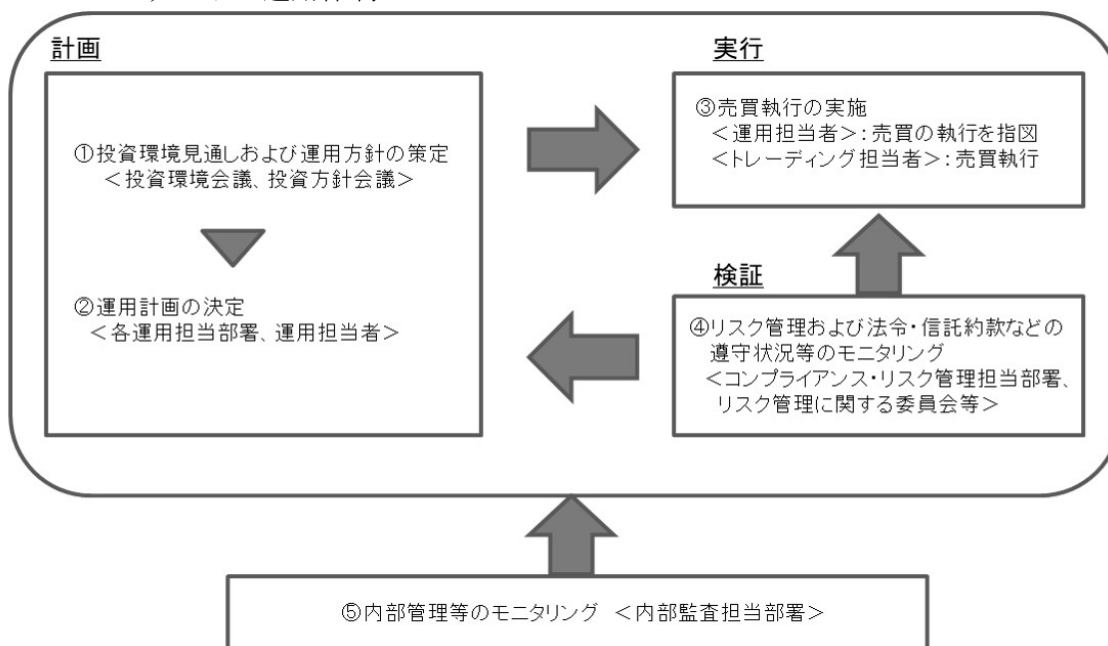 計画
①投資環境見通しおよび運用方針の策定
＜投資環境会議、投資方針会議＞
②運用計画の決定
＜各運用担当部署、運用担当者＞
実行
③売買執行の実施
＜運用担当者＞：売買の執行を指図
＜トレーディング担当者＞：売買執行
検証
④リスク管理および法令・信託約款などの
遵守状況等のモニタリング
＜コンプライアンス・リスク管理担当部署、
リスク管理に関する委員会等＞
⑤内部管理等のモニタリング ＜内部監査担当部署＞